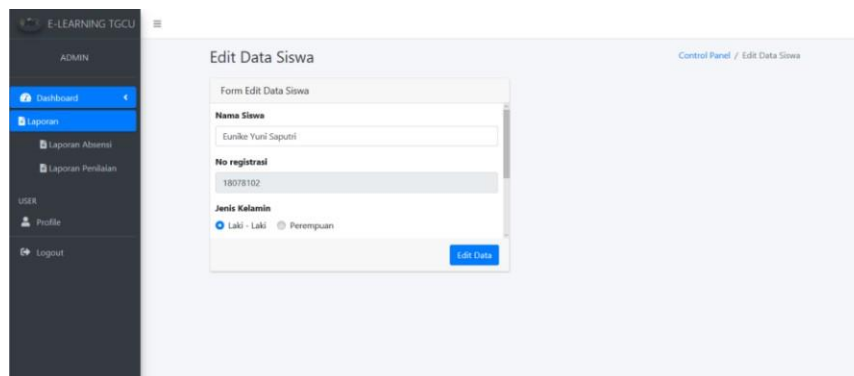 E-LEARNING TGCU
ADMIN
Dashboard
Laporan
Laporan Absensi
Laporan Penilaian
USER
Profile
Logout
Edit Data Siswa
Control Panel / Edit Data Siswa
Form Edit Data Siswa
Nama Siswa
Eunike Yuni Saputri
No registrasi
18078102
Jenis Kelamin
Laki - Laki Perempuan
Edit Data